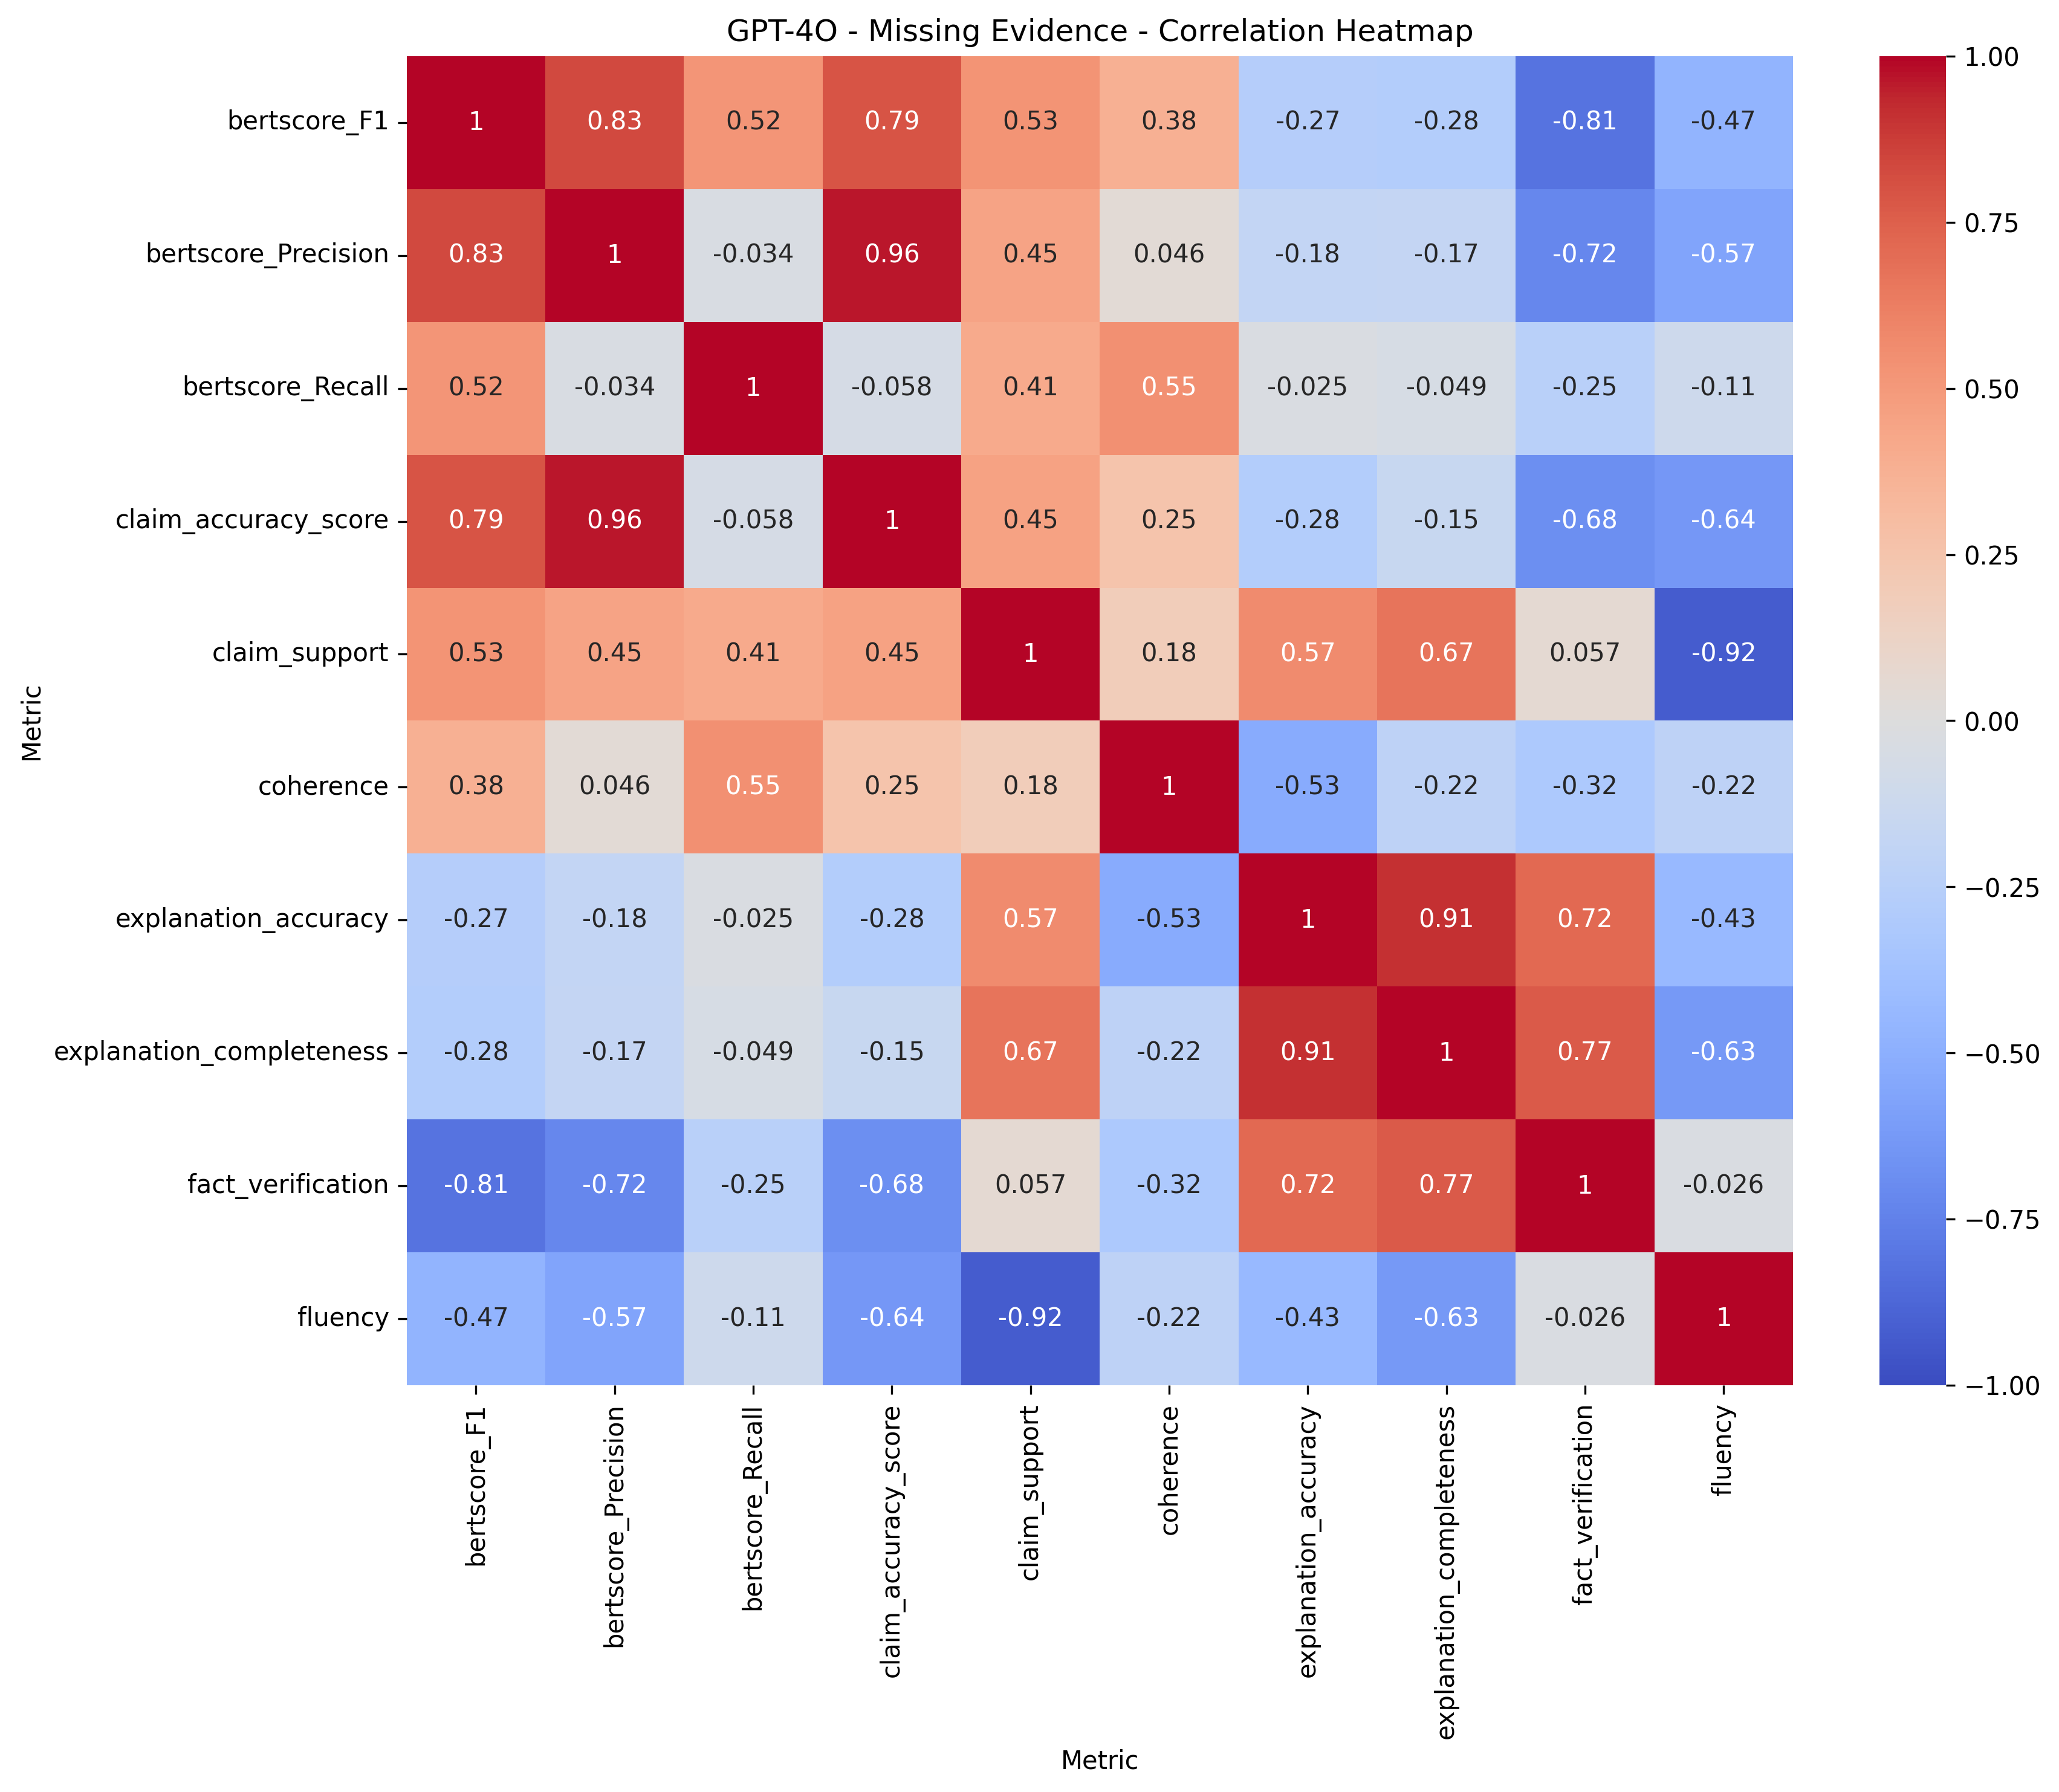 GPT-4O - Missing Evidence - Correlation Heatmap
bertscore_F1 1 0.83 0.52 0.79 0.53 0.38 -0.27 -0.28 -0.81 -0.47
bertscore_Precision 0.83 1 -0.034 0.96 0.45 0.046 -0.18 -0.17 -0.72 -0.57
bertscore_Recall 0.52 -0.034 1 -0.058 0.41 0.55 -0.025 -0.049 -0.25 -0.11
claim_accuracy_score 0.79 0.96 -0.058 1 0.45 0.25 -0.28 -0.15 -0.68 -0.64
claim_support 0.53 0.45 0.41 0.45 1 0.18 0.57 0.67 0.057 -0.92
coherence 0.38 0.046 0.55 0.25 0.18 1 -0.53 -0.22 -0.32 -0.22
explanation_accuracy -0.27 -0.18 -0.025 -0.28 0.57 -0.53 1 0.91 0.72 -0.43
explanation_completeness -0.28 -0.17 -0.049 -0.15 0.67 -0.22 0.91 1 0.77 -0.63
fact_verification -0.81 -0.72 -0.25 -0.68 0.057 -0.32 0.72 0.77 1 -0.026
fluency -0.47 -0.57 -0.11 -0.64 -0.92 -0.22 -0.43 -0.63 -0.026 1
Metric
bertscore_F1
bertscore_Precision
bertscore_Recall
claim_accuracy_score
claim_support
coherence
explanation_accuracy
explanation_completeness
fact_verification
fluency
Metric
1.00
0.75
0.50
0.25
0.00
−0.25
−0.50
−0.75
−1.00